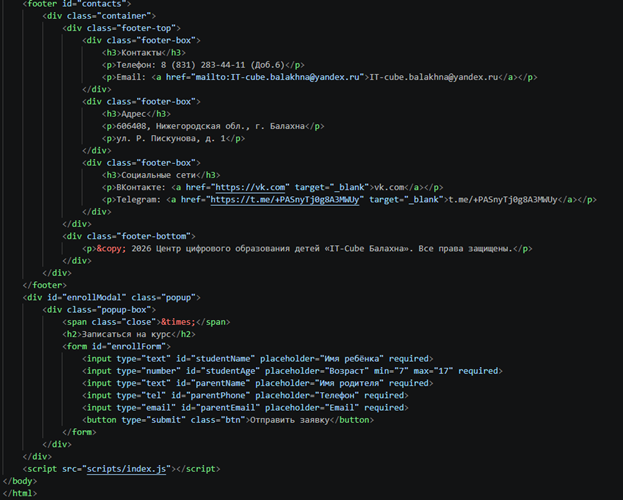 <footer id="contacts">
<div class="container">
<div class="footer-top">
<div class="footer-box">
<h3>Контакты</h3>
<p>Телефон: 8 (831) 283-44-11 (Доб.6)</p>
<p>Email: <a href="mailto:IT-cube.balakhna@yandex.ru">IT-cube.balakhna@yandex.ru</a></p>
</div>
<div class="footer-box">
<h3>Адрес</h3>
<p>606408, Нижегородская обл., г. Балахна</p>
<p>ул. Р. Пискунова, д. 1</p>
</div>
<div class="footer-box">
<h3>Социальные сети</h3>
<p>ВКонтакте: <a href="https://vk.com" target="_blank">vk.com</a></p>
<p>Telegram: <a href="https://t.me/+PASnyTj0g8A3MWUy" target="_blank">t.me/+PASnyTj0g8A3MWUy</a></p>
</div>
</div>
<div class="footer-bottom">
<p>&copy; 2026 Центр цифрового образования детей «IT-Cube Балахна». Все права защищены.</p>
</div>
</div>
</footer>
<div id="enrollModal" class="popup">
<div class="popup-box">
<span class="close">&times;</span>
<h2>Записаться на курс</h2>
<form id="enrollForm">
<input type="text" id="studentName" placeholder="Имя ребёнка" required>
<input type="number" id="studentAge" placeholder="Возраст" min="7" max="17" required>
<input type="text" id="parentName" placeholder="Имя родителя" required>
<input type="tel" id="parentPhone" placeholder="Телефон" required>
<input type="email" id="parentEmail" placeholder="Email" required>
<button type="submit" class="btn">Отправить заявку</button>
</form>
</div>
</div>
<script src="scripts/index.js"></script>
</body>
</html>